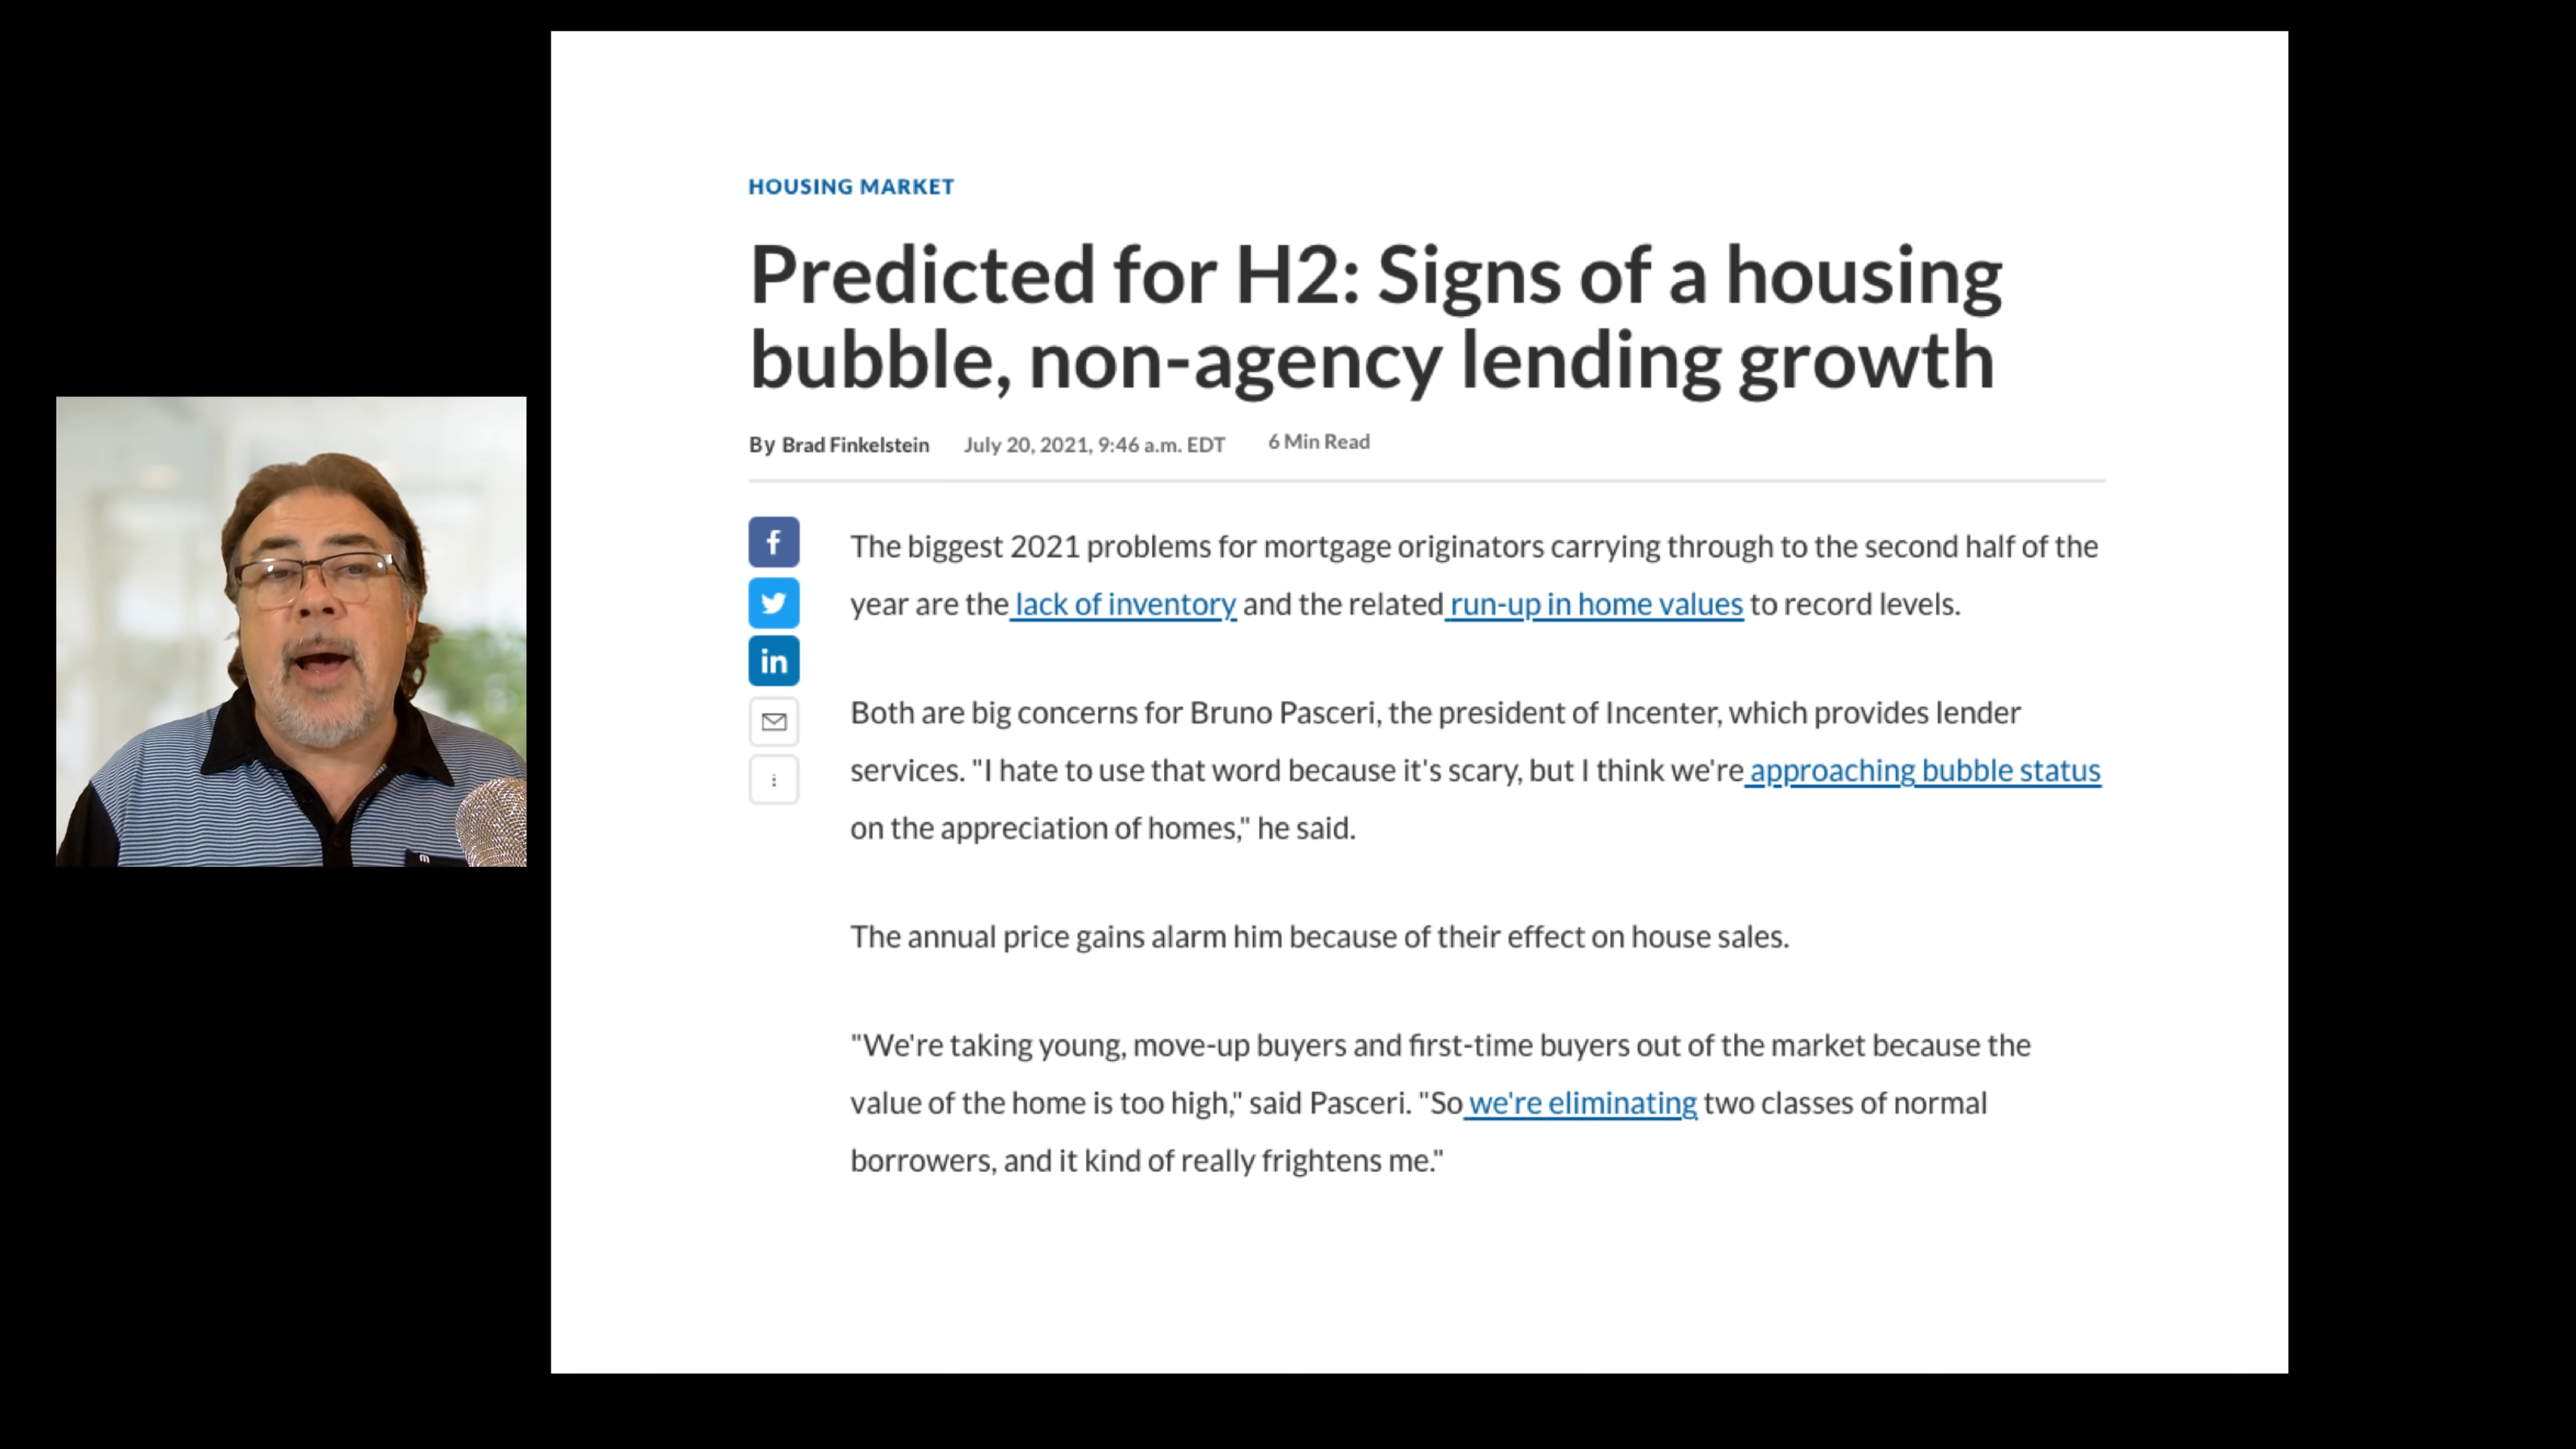 HOUSING MARKET
Predicted for H2: Signs of a housing
bubble, non-agency lending growth
By Brad Finkelstein July 20, 2021, 9:46 a.m. EDT 6 Min Read
f
in
The biggest 2021 problems for mortgage originators carrying through to the second half of the
year are the lack of inventory and the related run-up in home values to record levels.
Both are big concerns for Bruno Pasceri, the president of Incenter, which provides lender
services. "I hate to use that word because it's scary, but I think we're approaching bubble status
on the appreciation of homes," he said.
The annual price gains alarm him because of their effect on house sales.
"We're taking young, move-up buyers and first-time buyers out of the market because the
value of the home is too high," said Pasceri. "So we're eliminating two classes of normal
borrowers, and it kind of really frightens me."